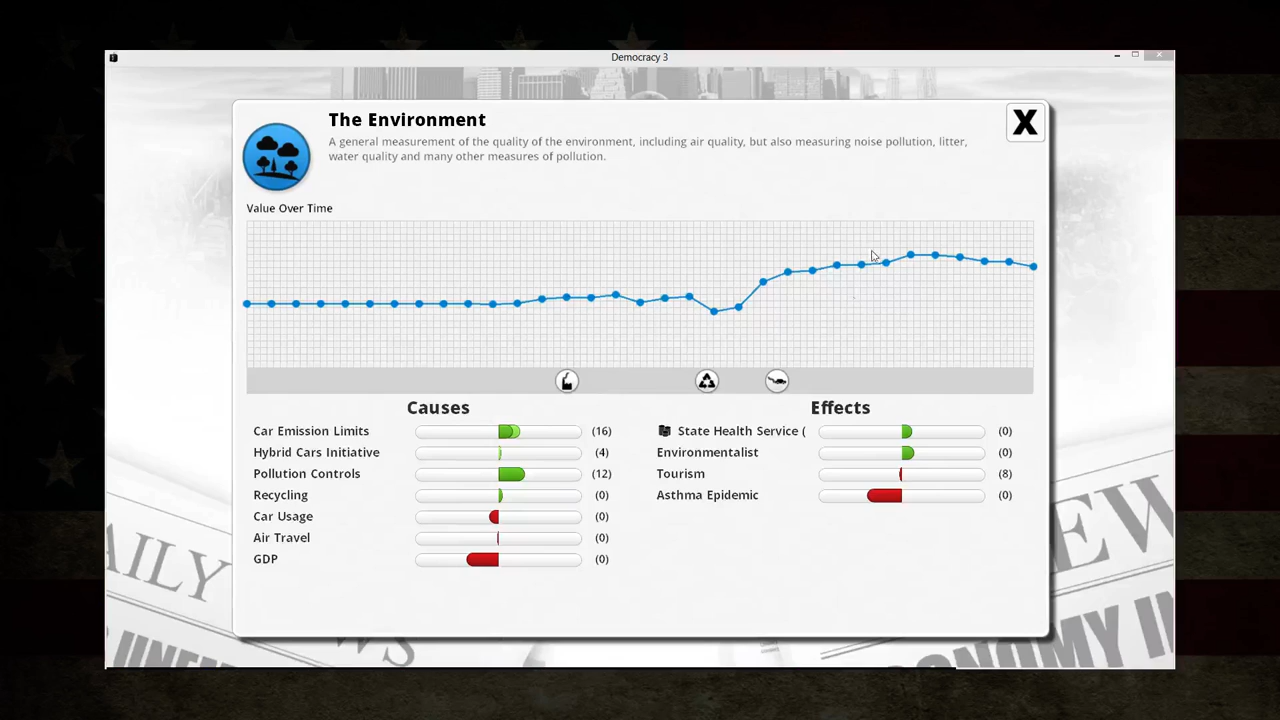 Democracy 3
The Environment
A general measurement of the quality of the environment, including air quality, but also measuring noise pollution, litter,
water quality and many other measures of pollution.
X
Value Over Time
Causes
Car Emission Limits (16)
Hybrid Cars Initiative (4)
Pollution Controls (12)
Recycling (0)
Car Usage (0)
Air Travel (0)
GDP (0)
Effects
State Health Service ( (0)
Environmentalist (0)
Tourism (8)
Asthma Epidemic (0)